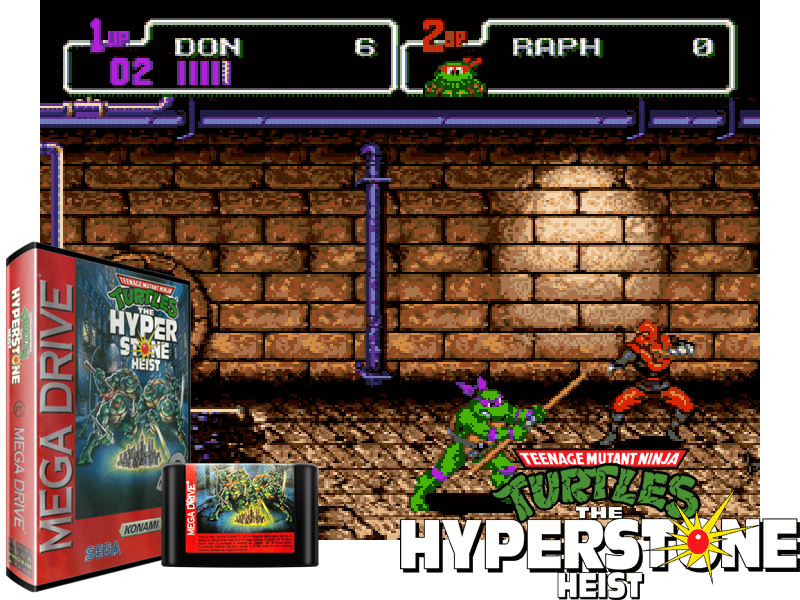 1UP
DON 6
02
2UP
RAPH 0
TEENAGE MUTANT NINJA
TURTLES
THE
HYPERSTONE
HEIST
MEGA DRIVE
TEENAGE MUTANT NINJA
TURTLES
THE
HYPER
STONE
HEIST
HYPERSTONE
HEIST
MEGA DRIVE
KONAMI
SEGA
MEGA DRIVE